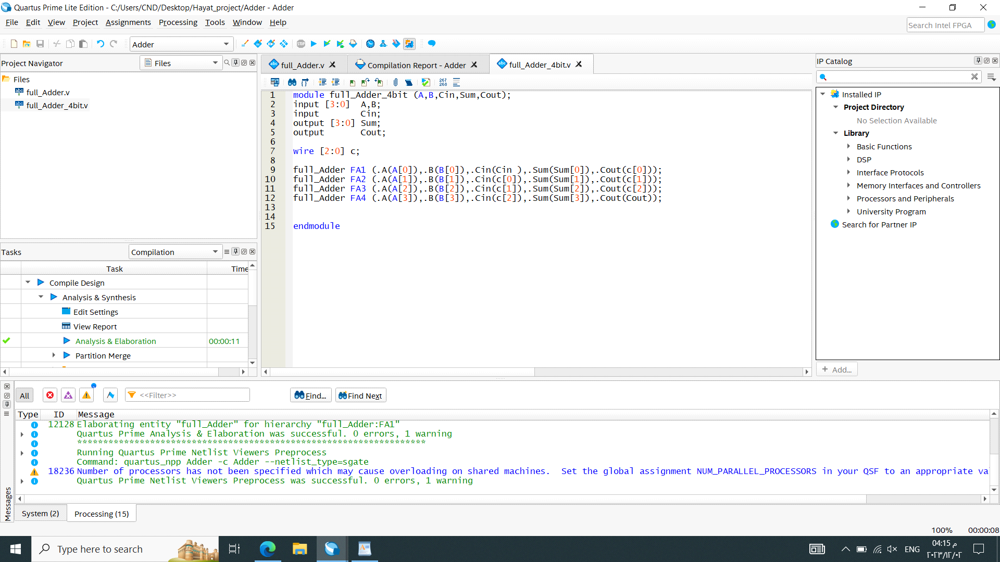 Quartus Prime Lite Edition - C:/Users/CND/Desktop/Hayat_project/Adder - Adder
File Edit View Project Assignments Processing Tools Window Help
Search Intel FPGA
Adder
Project Navigator
Files
full_Adder.v
Compilation Report - Adder
full_Adder_4bit.v
IP Catalog
Files
full_Adder.v
full_Adder_4bit.v
267
268
1 module full_Adder_4bit (A,B,Cin,Sum,Cout);
2 input [3:0]  A,B;
3 input        Cin;
4 output [3:0] Sum;
5 output       Cout;
6
7 wire [2:0] c;
8
9 full_Adder FA1 (.A(A[0]),.B(B[0]),.Cin(Cin ),.Sum(Sum[0]),.Cout(c[0]));
10 full_Adder FA2 (.A(A[1]),.B(B[1]),.Cin(c[0]),.Sum(Sum[1]),.Cout(c[1]));
11 full_Adder FA3 (.A(A[2]),.B(B[2]),.Cin(c[1]),.Sum(Sum[2]),.Cout(c[2]));
12 full_Adder FA4 (.A(A[3]),.B(B[3]),.Cin(c[2]),.Sum(Sum[3]),.Cout(Cout));
13
14
15 endmodule
Installed IP
Project Directory
No Selection Available
Library
Basic Functions
DSP
Interface Protocols
Memory Interfaces and Controllers
Processors and Peripherals
University Program
Search for Partner IP
+ Add...
Tasks
Compilation
Task Time
Compile Design
Analysis & Synthesis
Edit Settings
View Report
Analysis & Elaboration 00:00:11
Partition Merge
All
<<Filter>>
Find...
Find Next
Type ID Message
12128 Elaborating entity "full_Adder" for hierarchy "full_Adder:FA1"
Quartus Prime Analysis & Elaboration was successful. 0 errors, 1 warning
*******************************************************************
Running Quartus Prime Netlist Viewers Preprocess
Command: quartus_npp Adder -c Adder --netlist_type=sgate
18236 Number of processors has not been specified which may cause overloading on shared machines.  Set the global assignment NUM_PARALLEL_PROCESSORS in your QSF to an appropriate va
Quartus Prime Netlist Viewers Preprocess was successful. 0 errors, 1 warning
Messages
System (2)
Processing (15)
100% 00:00:08
Type here to search
ENG
04:15 م
٢٠٢٣/١٢/٠٢